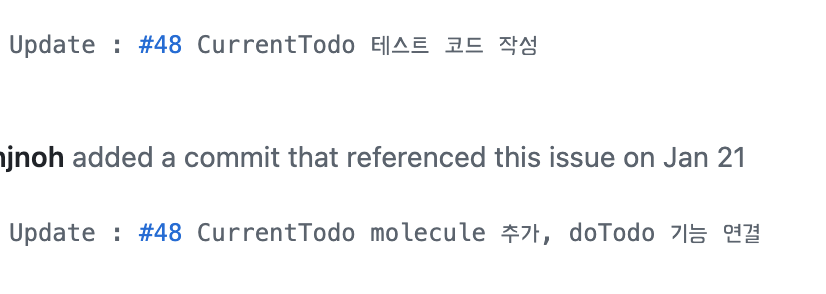 Update : #48 CurrentTodo 테스트 코드 작성
njnoh added a commit that referenced this issue on Jan 21
Update : #48 CurrentTodo molecule 추가, doTodo 기능 연결